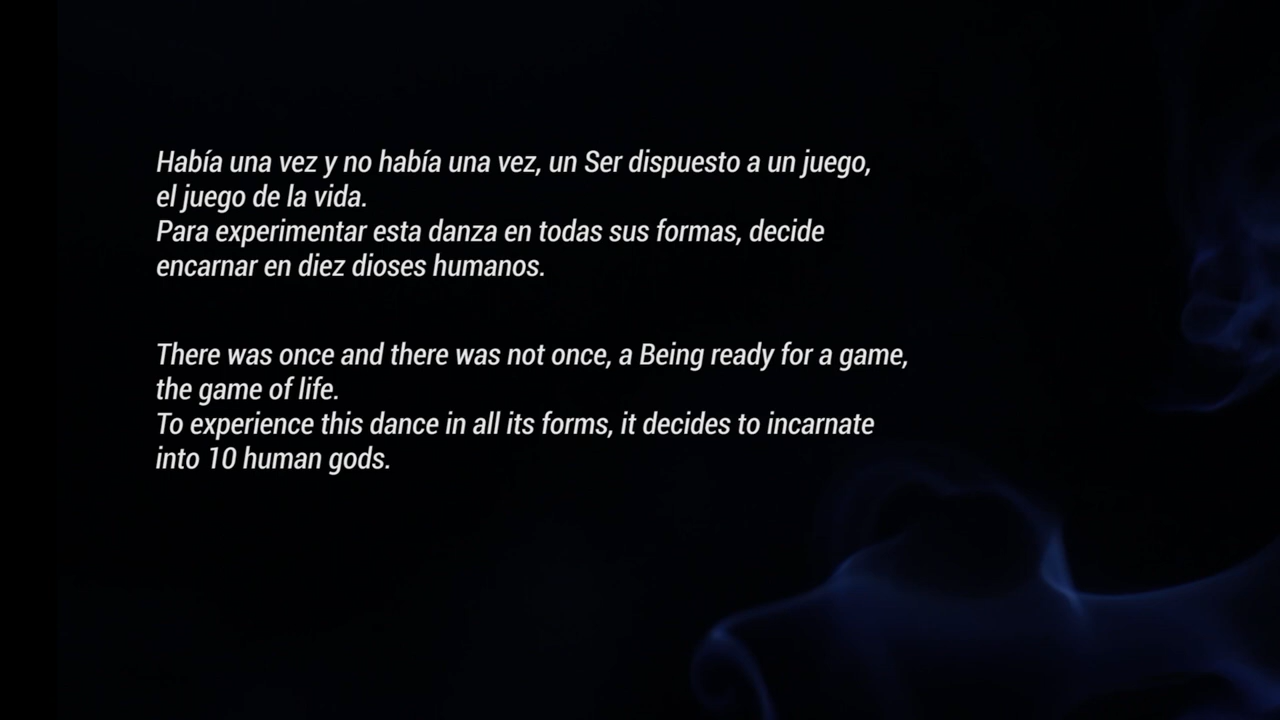 Había una vez y no había una vez, un Ser dispuesto a un juego,
el juego de la vida.
Para experimentar esta danza en todas sus formas, decide
encarnar en diez dioses humanos.
There was once and there was not once, a Being ready for a game,
the game of life.
To experience this dance in all its forms, it decides to incarnate
into 10 human gods.